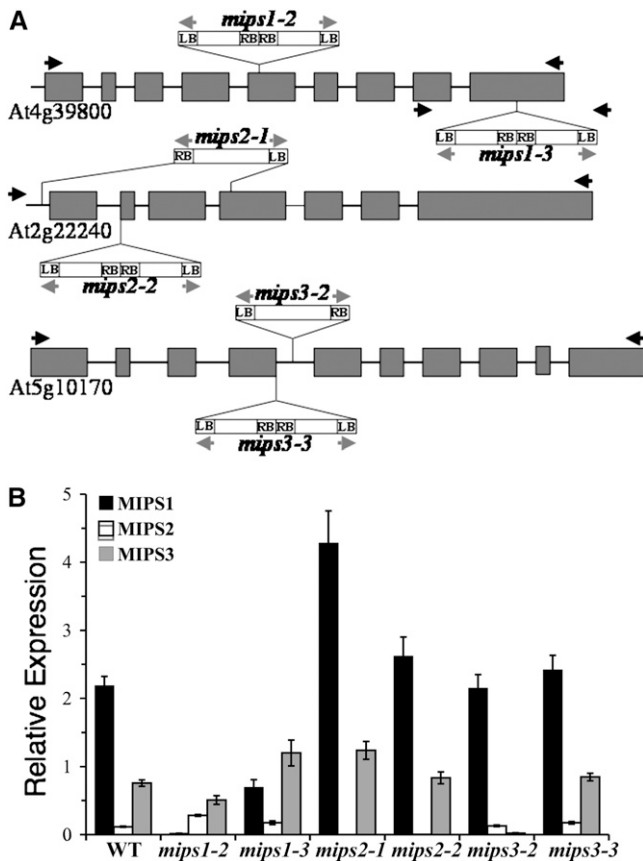 A
mips1-2
LB RB RB LB
At4g39800
mips2-1
RB LB
LB RB RB LB
mips1-3
At2g22240
LB RB RB LB
mips2-2
mips3-2
LB RB
At5g10170
LB RB RB LB
mips3-3
B
MIPS1
MIPS2
MIPS3
Relative Expression
5
4
3
2
1
0
WT mips1-2 mips1-3 mips2-1 mips2-2 mips3-2 mips3-3